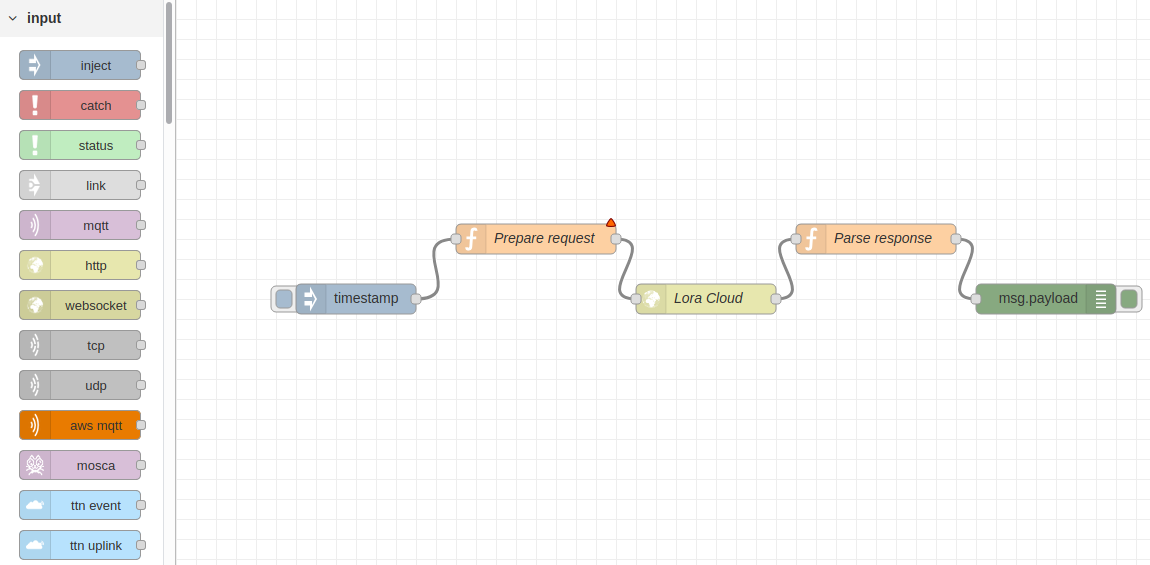 input
inject
catch
status
link
mqtt
http
websocket
tcp
udp
aws mqtt
mosca
ttn event
ttn uplink
Prepare request
Parse response
timestamp
Lora Cloud
msg.payload